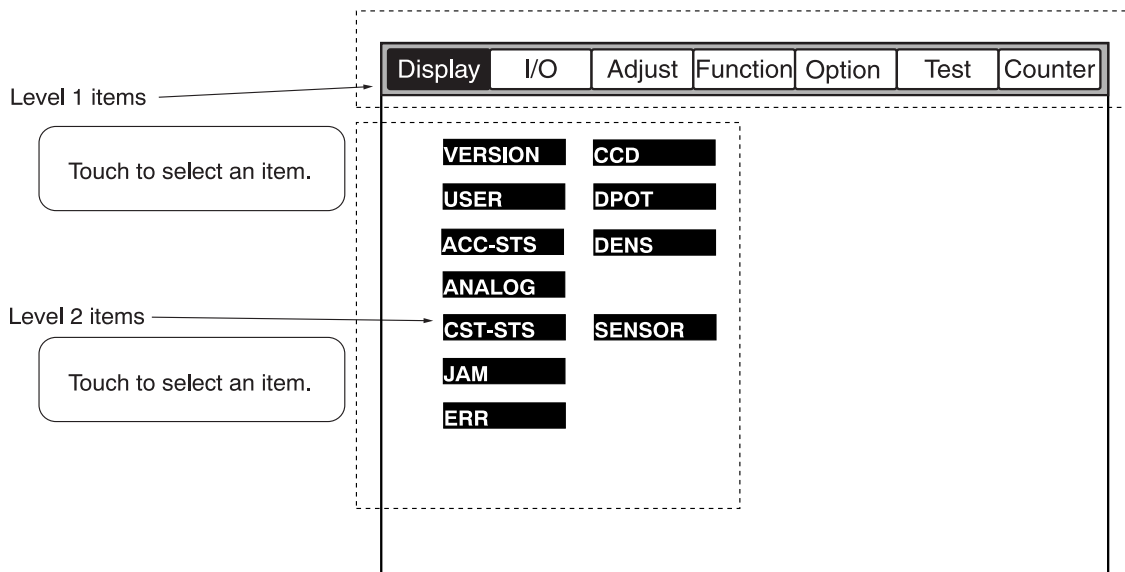 Display I/O Adjust Function Option Test Counter
Level 1 items
Touch to select an item.
VERSION CCD
USER DPOT
ACC-STS DENS
ANALOG
Level 2 items
CST-STS SENSOR
Touch to select an item.
JAM
ERR